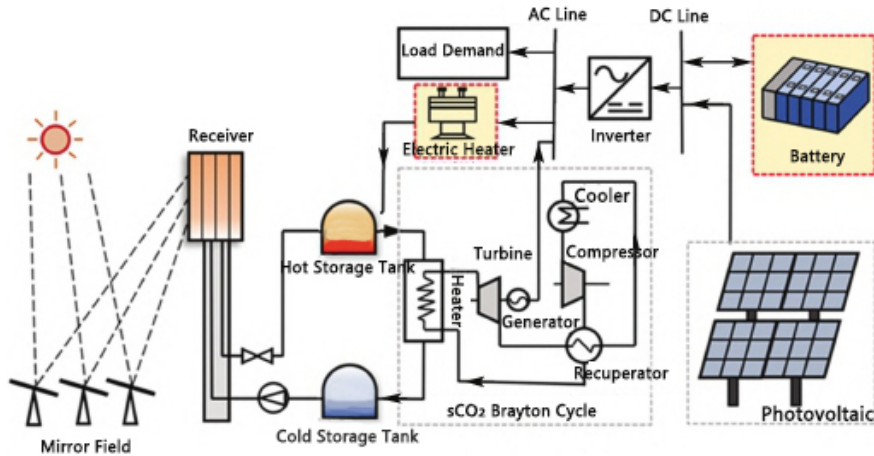 AC Line
DC Line
Load Demand
Receiver
Electric Heater
Inverter
Battery
Cooler
Hot Storage Tank
Turbine
Compressor
Heater
Generator
Recuperator
sCO₂ Brayton Cycle
Photovoltaic
Mirror Field
Cold Storage Tank